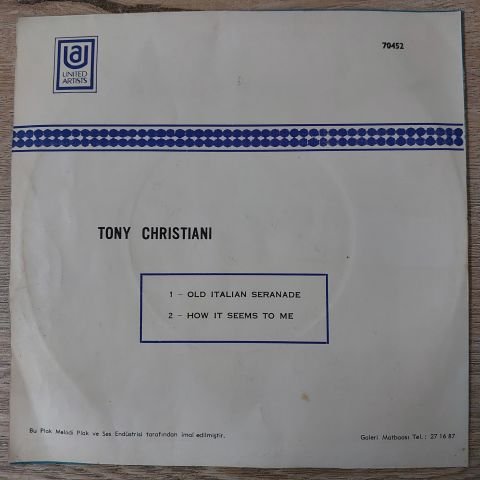 UA
UNITED
ARTISTS
70452
TONY CHRISTIANI
1 - OLD ITALIAN SERANADE
2 - HOW IT SEEMS TO ME
Bu Plak Melodi Plak ve Ses Endüstrisi tarafından imal edilmiştir.
Galeri Matbaası Tel.: 27 16 87